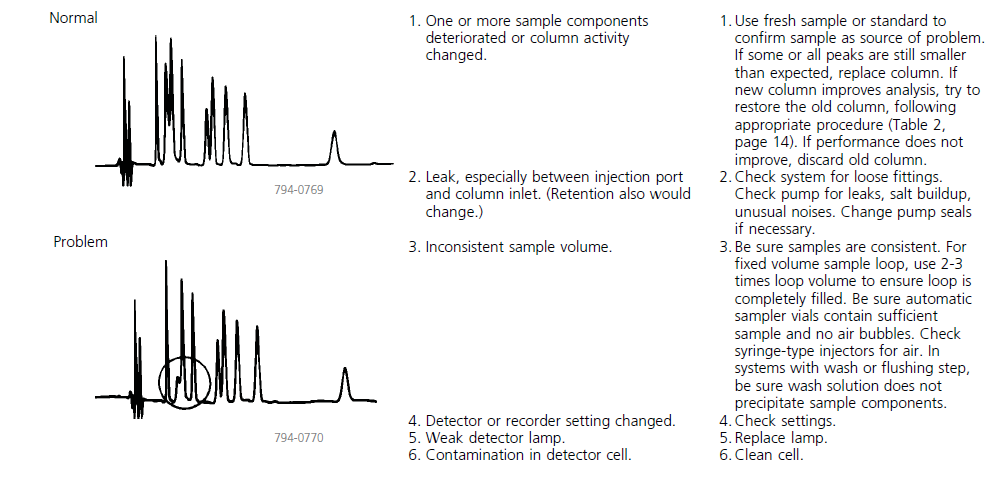 Normal
794-0769
Problem
794-0770
1. One or more sample components
deteriorated or column activity
changed.
2. Leak, especially between injection port
and column inlet. (Retention also would
change.)
3. Inconsistent sample volume.
4. Detector or recorder setting changed.
5. Weak detector lamp.
6. Contamination in detector cell.
1. Use fresh sample or standard to
confirm sample as source of problem.
If some or all peaks are still smaller
than expected, replace column. If
new column improves analysis, try to
restore the old column, following
appropriate procedure (Table 2,
page 14). If performance does not
improve, discard old column.
2. Check system for loose fittings.
Check pump for leaks, salt buildup,
unusual noises. Change pump seals
if necessary.
3. Be sure samples are consistent. For
fixed volume sample loop, use 2-3
times loop volume to ensure loop is
completely filled. Be sure automatic
sampler vials contain sufficient
sample and no air bubbles. Check
syringe-type injectors for air. In
systems with wash or flushing step,
be sure wash solution does not
precipitate sample components.
4. Check settings.
5. Replace lamp.
6. Clean cell.